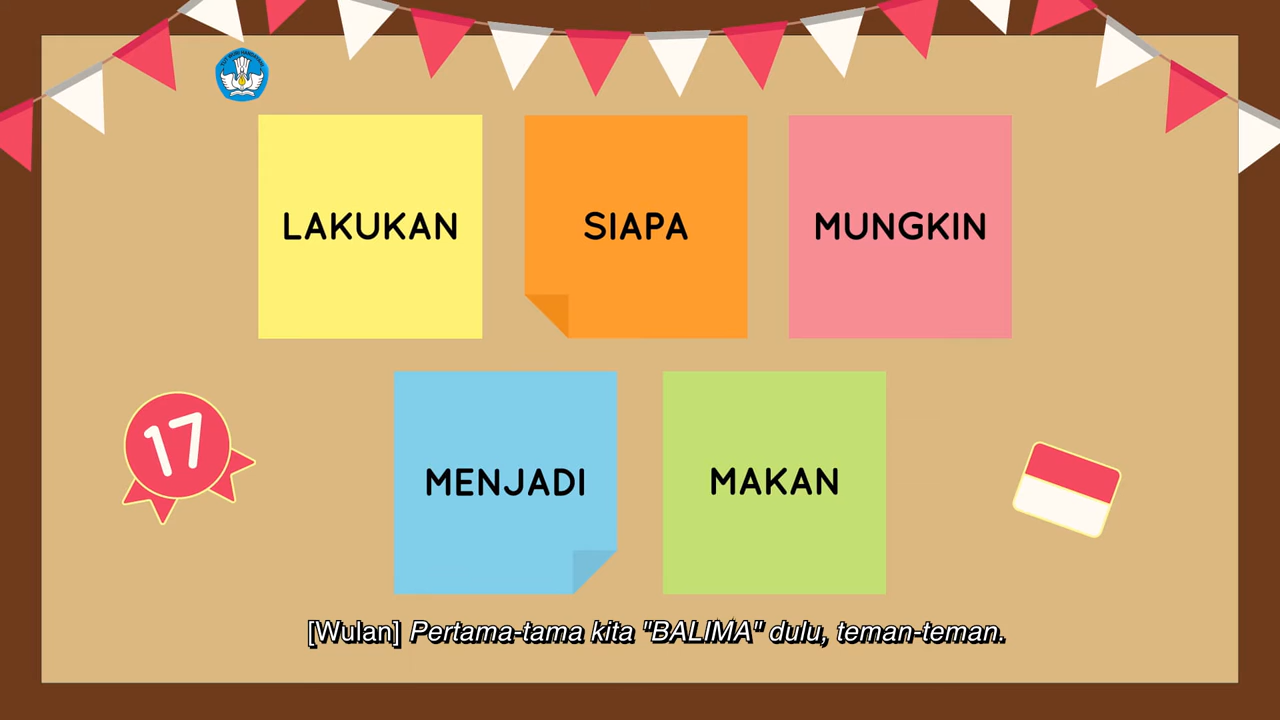 LAKUKAN
SIAPA
MUNGKIN
MENJADI
MAKAN
17
[Wulan] Pertama-tama kita "BALIMA" dulu, teman-teman.